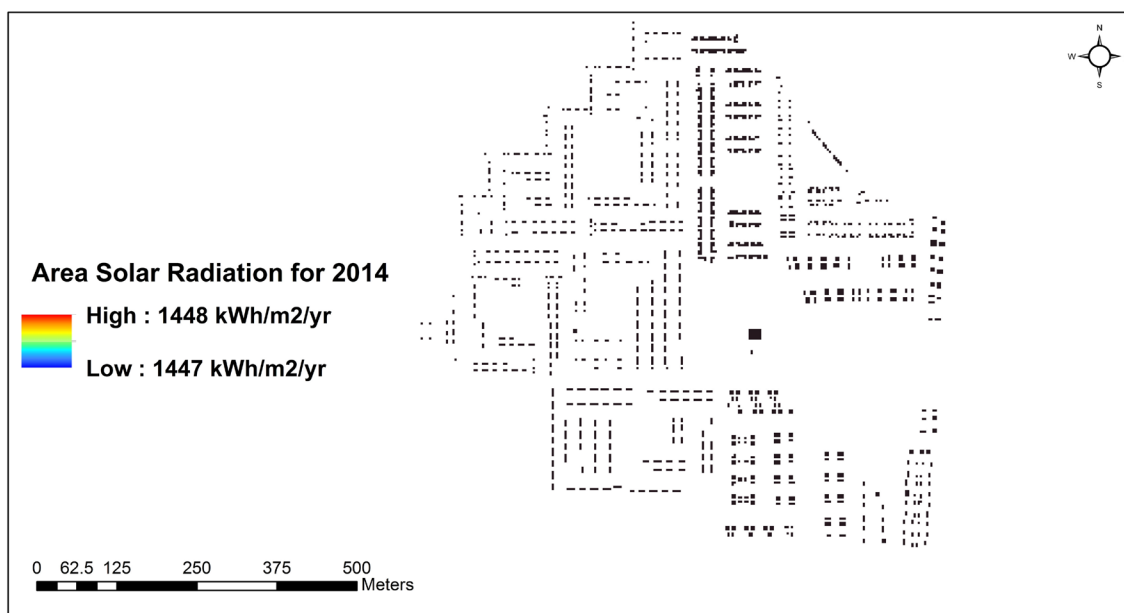 N
W
S
Area Solar Radiation for 2014
High : 1448 kWh/m2/yr
Low : 1447 kWh/m2/yr
0 62.5 125 250 375 500
Meters